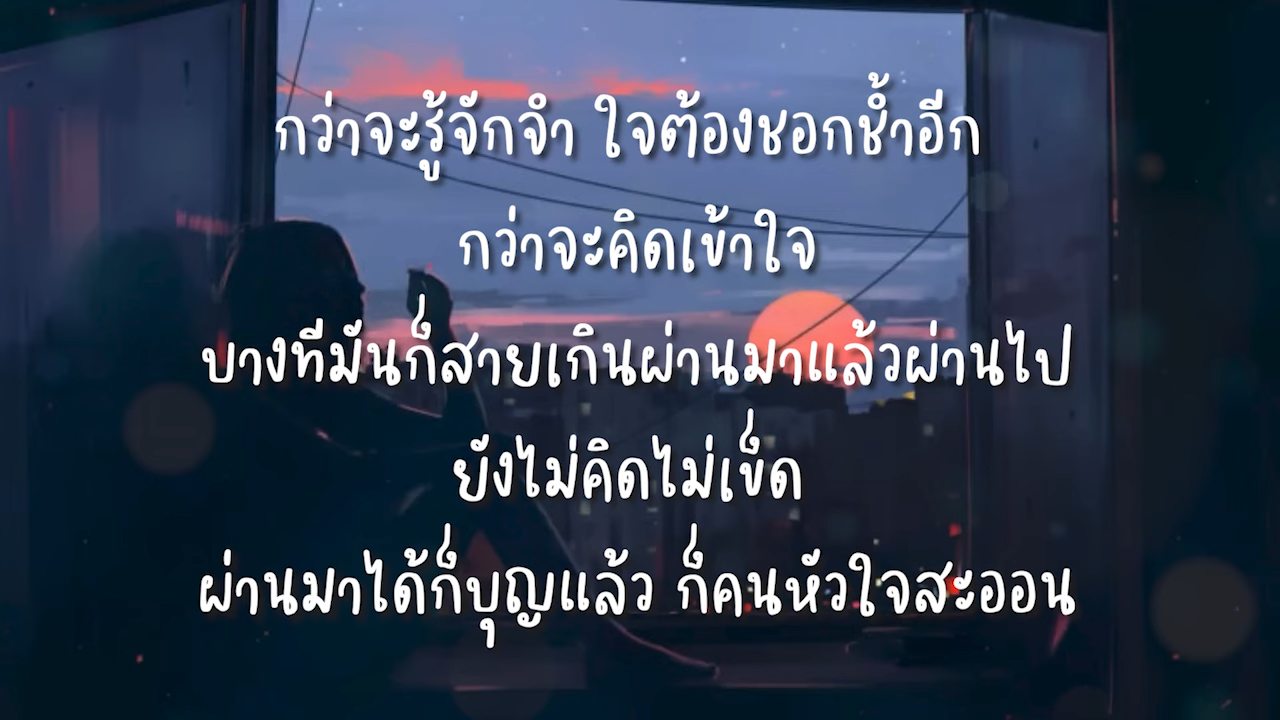 กว่าจะรู้จักจำ ใจต้องชอกช้ำอีก
กว่าจะคิดเข้าใจ
บางทีมันก็สายเกินผ่านมาแล้วผ่านไป
ยังไม่คิดไม่เข็ด
ผ่านมาได้ก็บุญแล้ว ก็คนหัวใจสะออน